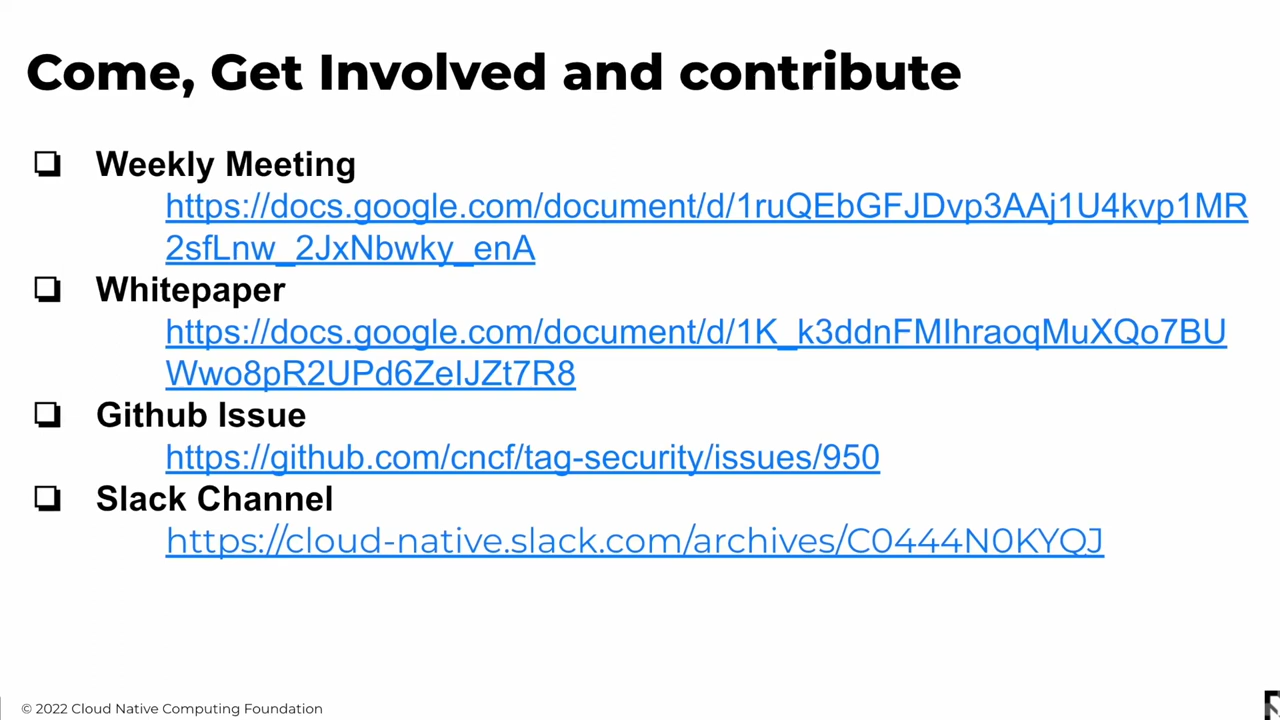 Come, Get Involved and contribute
❏ Weekly Meeting
https://docs.google.com/document/d/1ruQEbGFJDvp3AAj1U4kvp1MR
2sfLnw_2JxNbwky_enA
❏ Whitepaper
https://docs.google.com/document/d/1K_k3ddnFMIhraoqMuXQo7BU
Wwo8pR2UPd6ZeIJZt7R8
❏ Github Issue
https://github.com/cncf/tag-security/issues/950
❏ Slack Channel
https://cloud-native.slack.com/archives/C0444N0KYQJ
© 2022 Cloud Native Computing Foundation